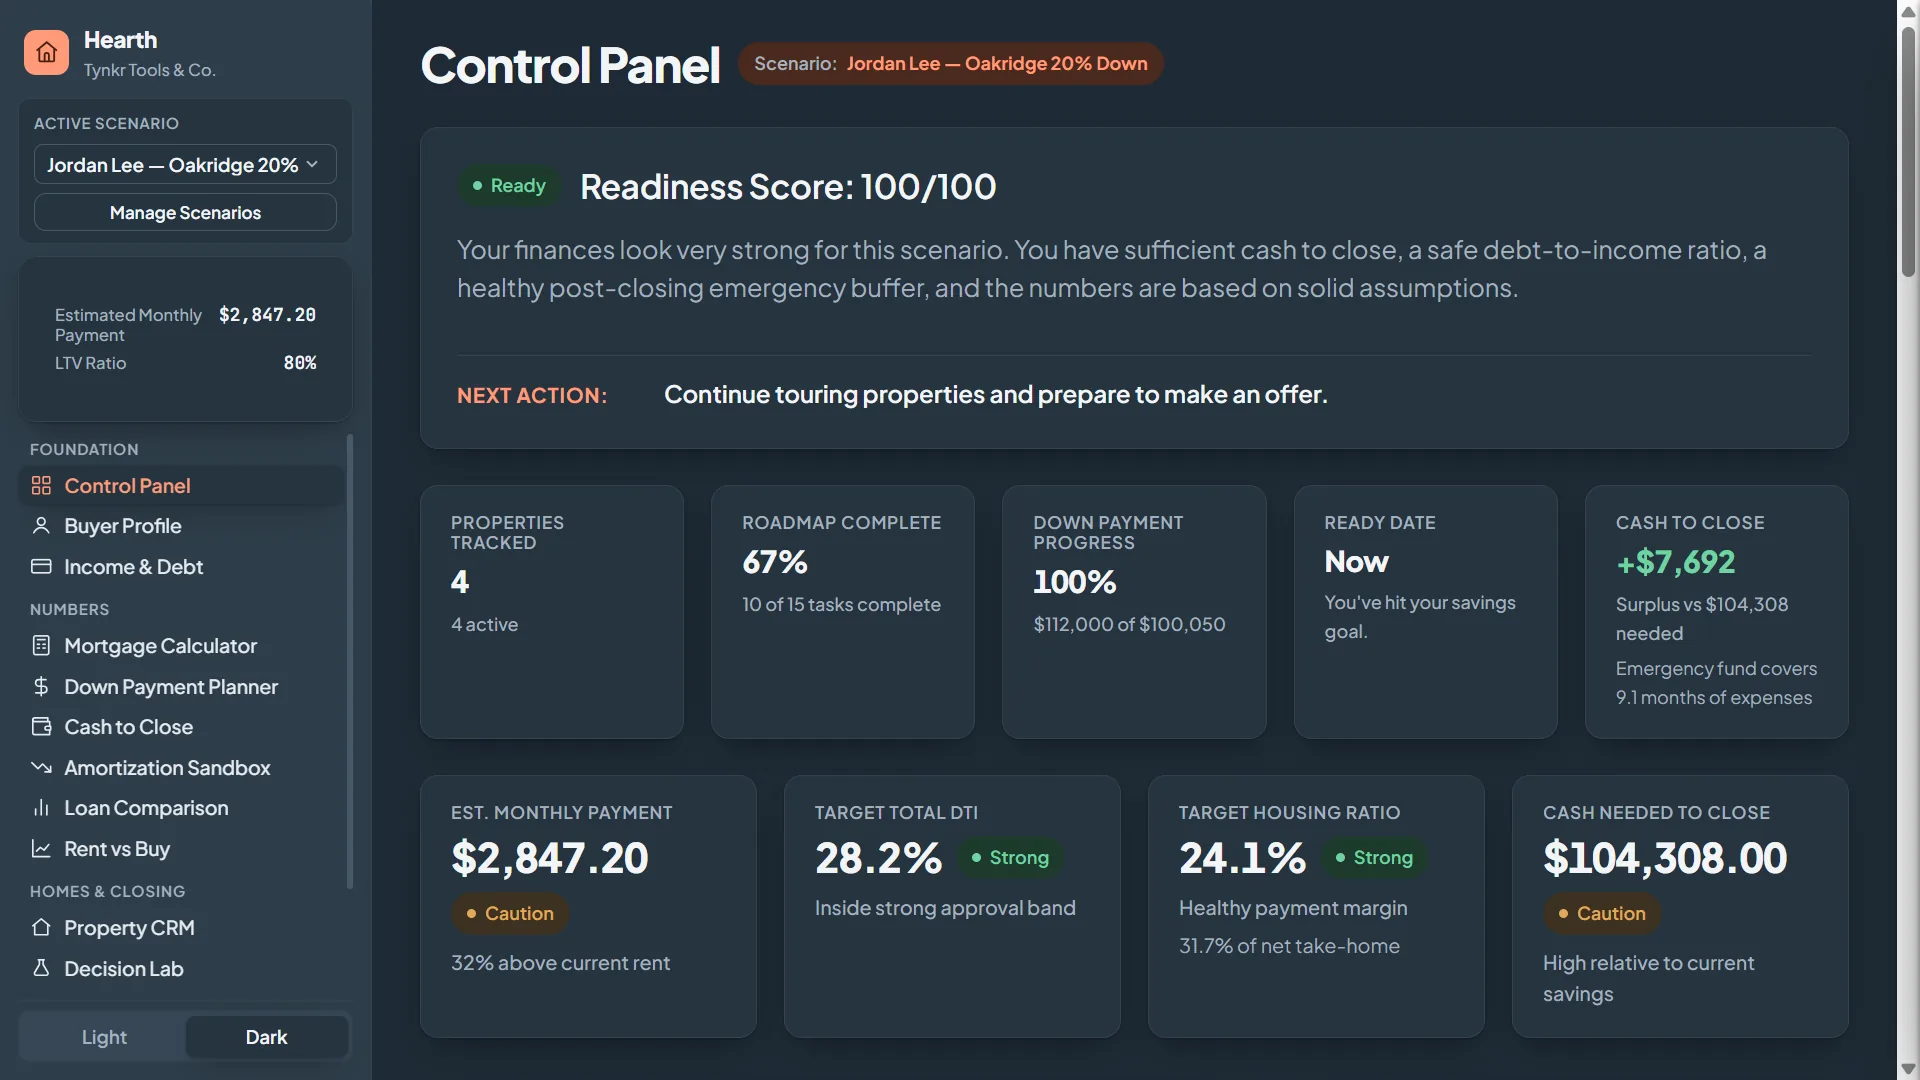 Hearth
Tynkr Tools & Co.
ACTIVE SCENARIO
Jordan Lee — Oakridge 20%
Manage Scenarios
Estimated Monthly
Payment
$2,847.20
LTV Ratio
80%
FOUNDATION
Control Panel
Buyer Profile
Income & Debt
NUMBERS
Mortgage Calculator
Down Payment Planner
Cash to Close
Amortization Sandbox
Loan Comparison
Rent vs Buy
HOMES & CLOSING
Property CRM
Decision Lab
Light
Dark
Control Panel
Scenario: Jordan Lee — Oakridge 20% Down
Ready
Readiness Score: 100/100
Your finances look very strong for this scenario. You have sufficient cash to close, a safe debt-to-income ratio, a
healthy post-closing emergency buffer, and the numbers are based on solid assumptions.
NEXT ACTION:
Continue touring properties and prepare to make an offer.
PROPERTIES
TRACKED
4
4 active
ROADMAP COMPLETE
67%
10 of 15 tasks complete
DOWN PAYMENT
PROGRESS
100%
$112,000 of $100,050
READY DATE
Now
You've hit your savings
goal.
CASH TO CLOSE
+$7,692
Surplus vs $104,308
needed
Emergency fund covers
9.1 months of expenses
EST. MONTHLY PAYMENT
$2,847.20
Caution
32% above current rent
TARGET TOTAL DTI
28.2%
Strong
Inside strong approval band
TARGET HOUSING RATIO
24.1%
Strong
Healthy payment margin
31.7% of net take-home
CASH NEEDED TO CLOSE
$104,308.00
Caution
High relative to current
savings